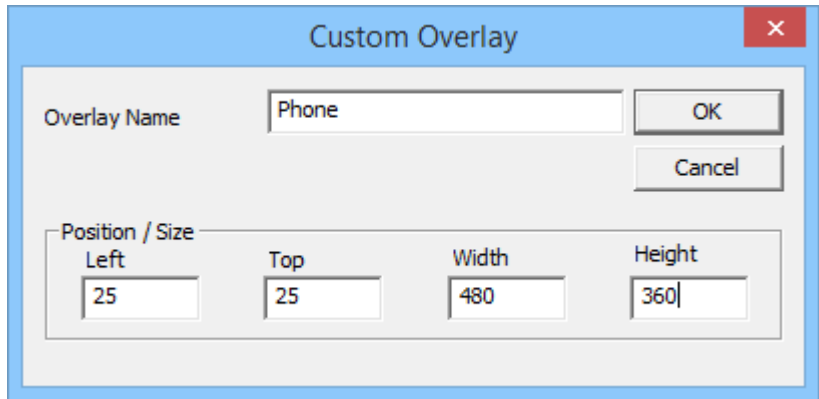 Custom Overlay
Overlay Name
Phone
OK
Cancel
Position / Size
Left Top Width Height
25 25 480 360